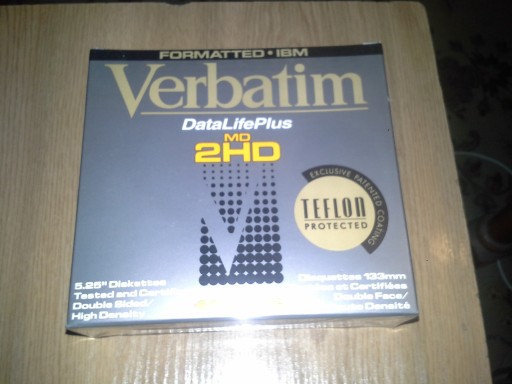 FORMATTED • IBM
Verbatim
DataLifePlus
MD
2HD
EXCLUSIVE PATENTED COATING
TEFLON
PROTECTED
5.25" Diskettes
Tested and
Double Sided/
High Density
Disquettes 133mm
et Certifiées
Double Face/
Densité